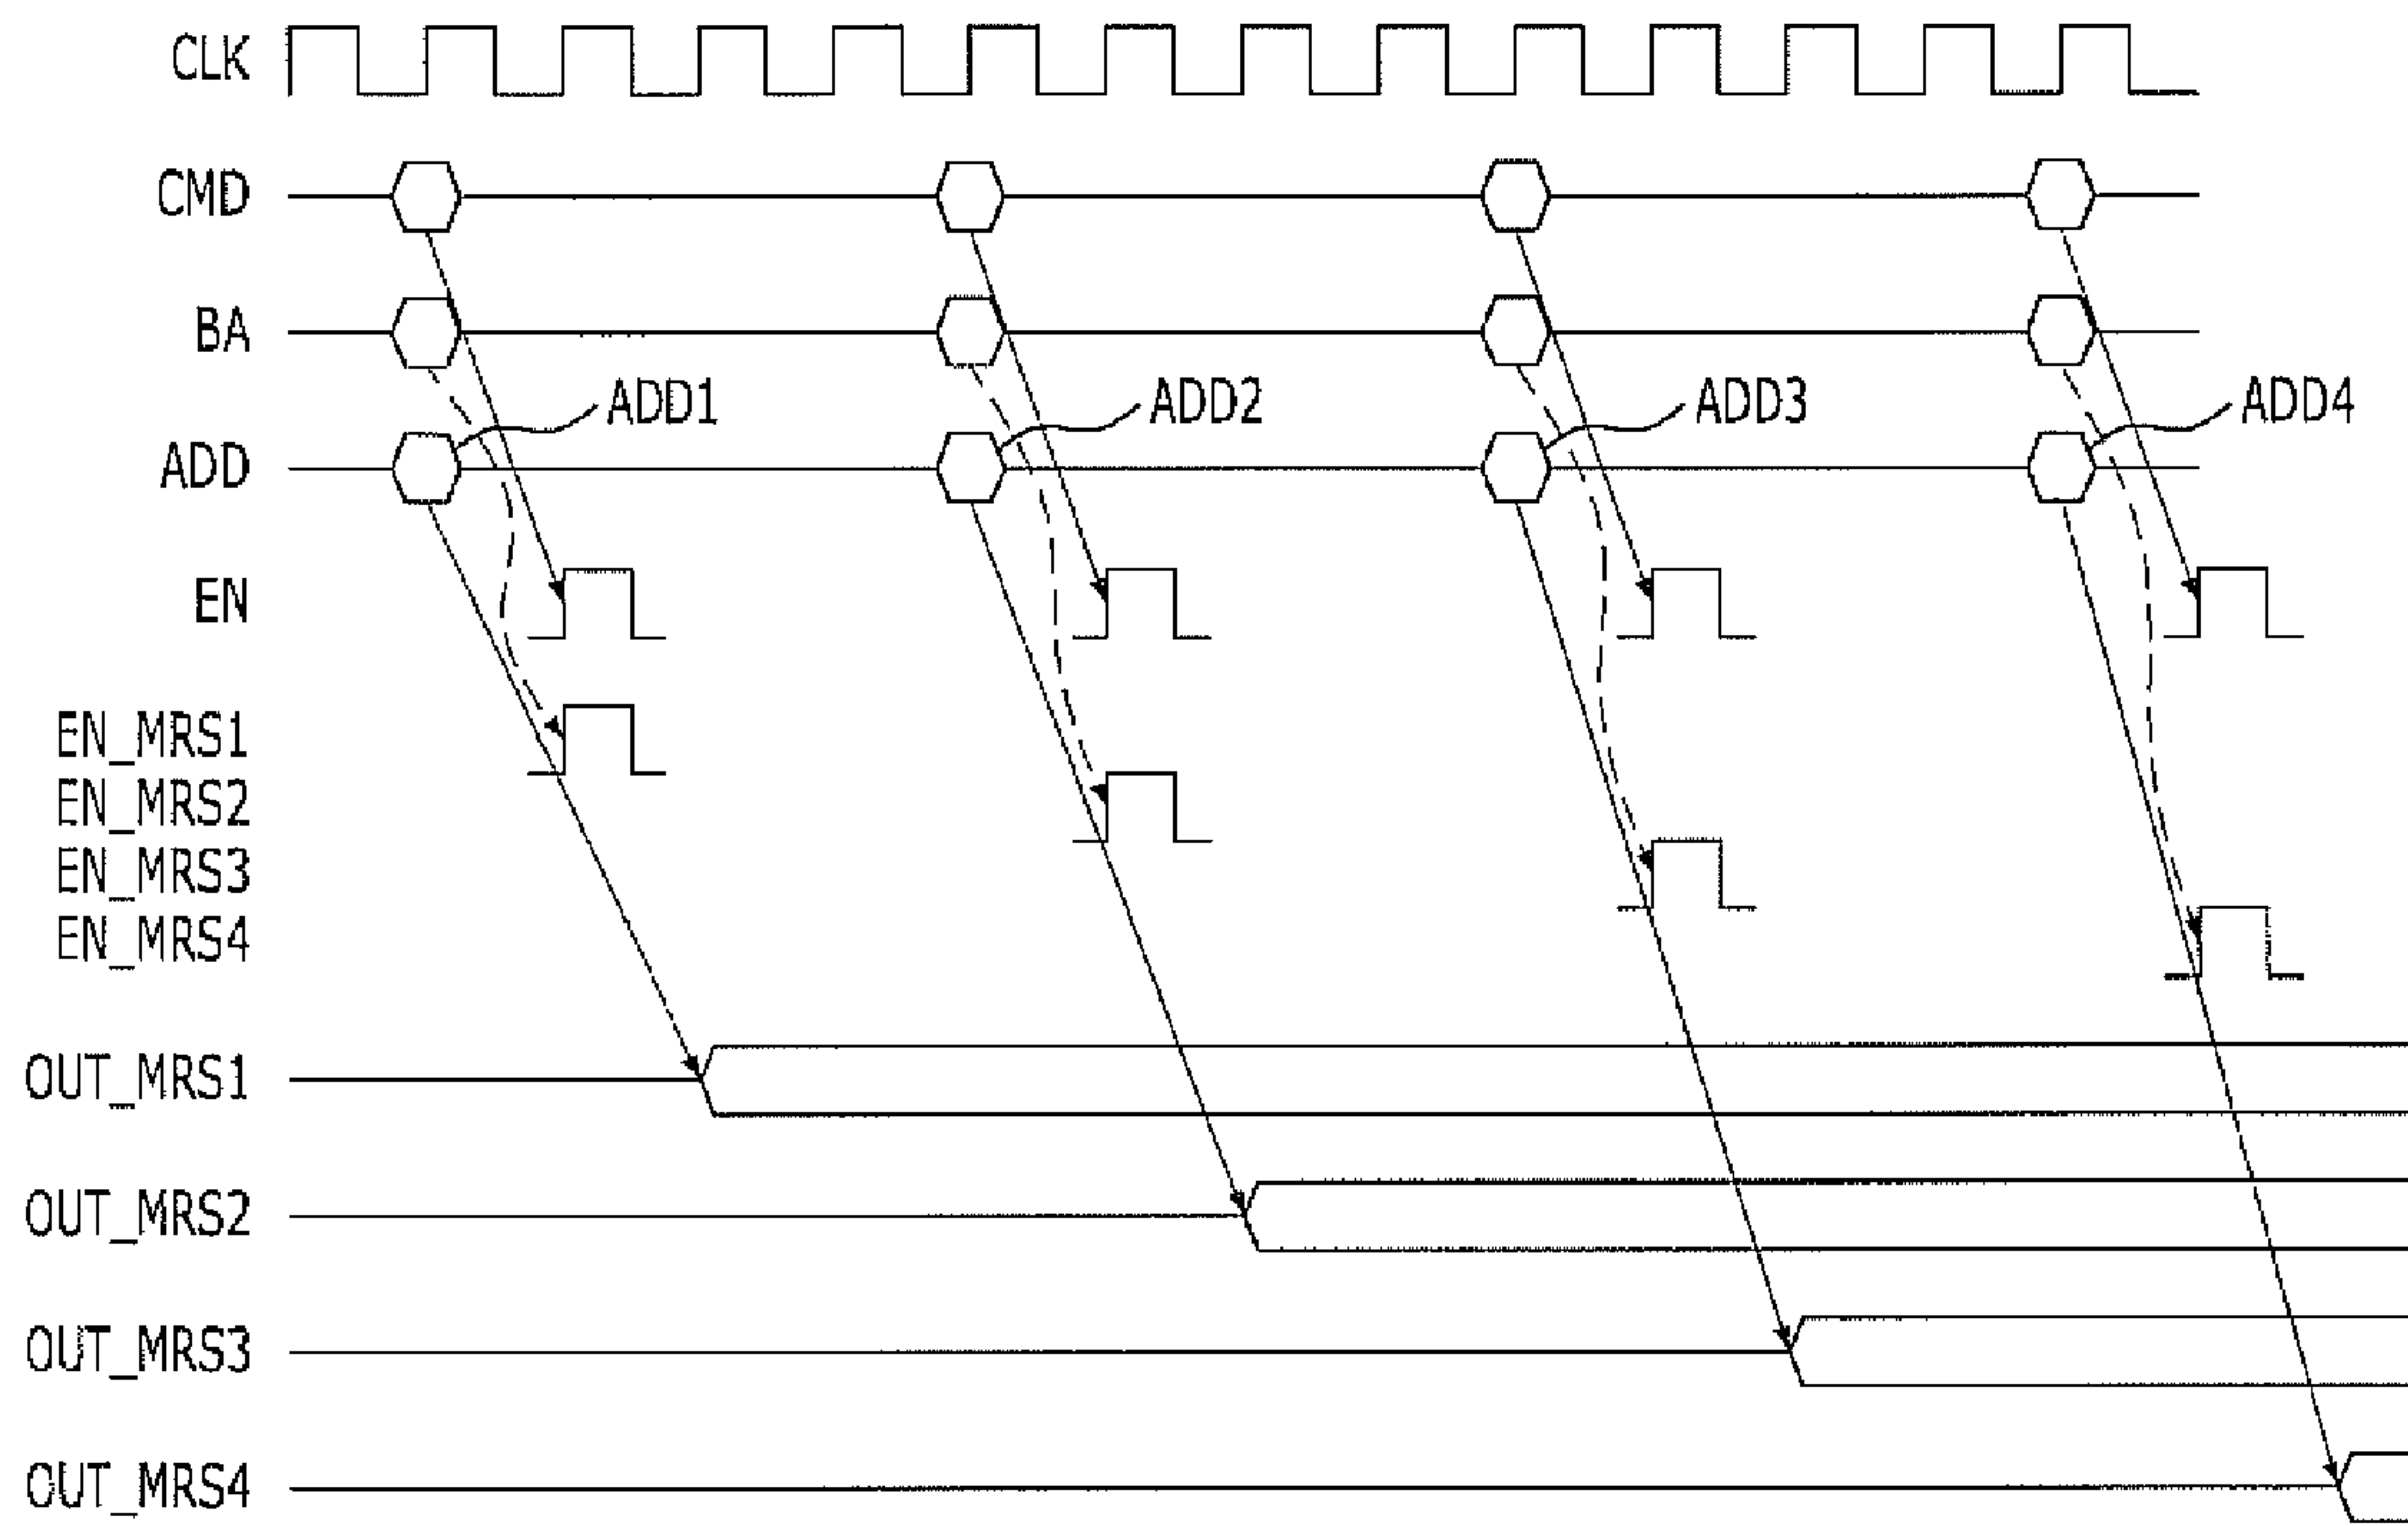 CLK
CMD
BA
ADD1 ADD2 ADD3 ADD4
ADD
EN
EN_MRS1
EN_MRS2
EN_MRS3
EN_MRS4
OUT_MRS1
OUT_MRS2
OUT_MRS3
OUT_MRS4